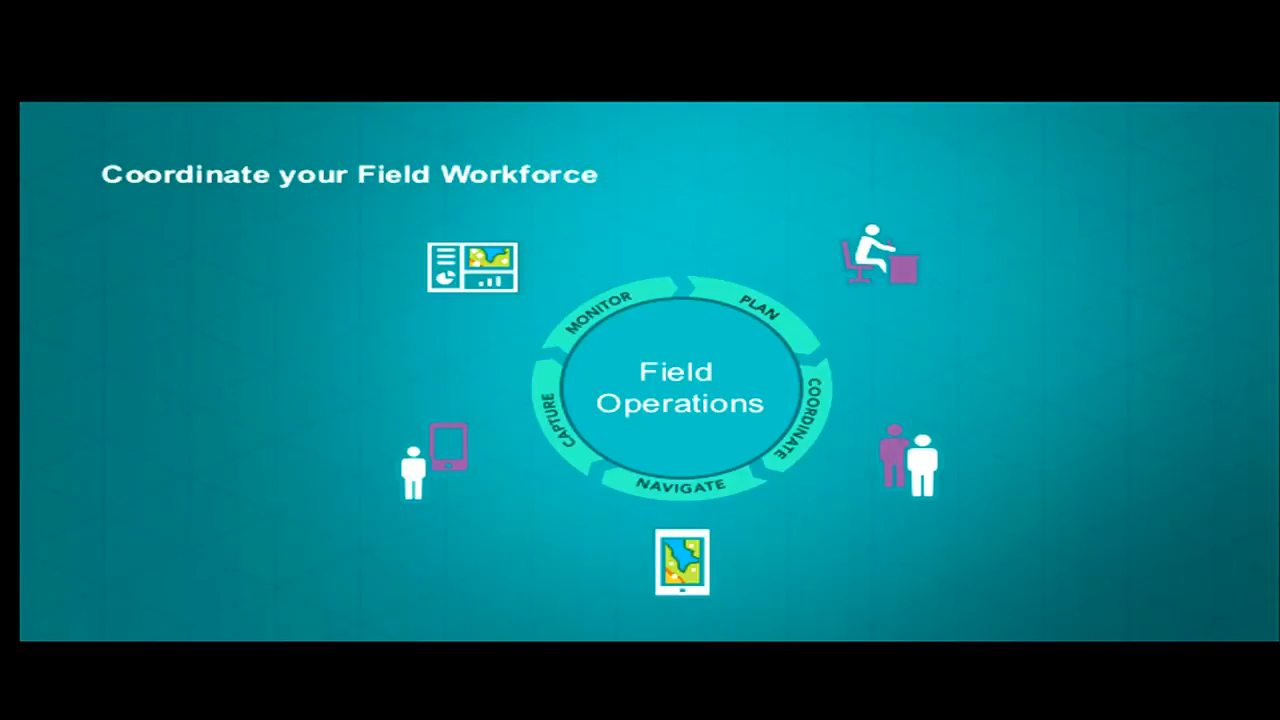 Coordinate your Field Workforce
MONITOR
PLAN
Field
Operations
CAPTURE
COORDINATE
NAVIGATE